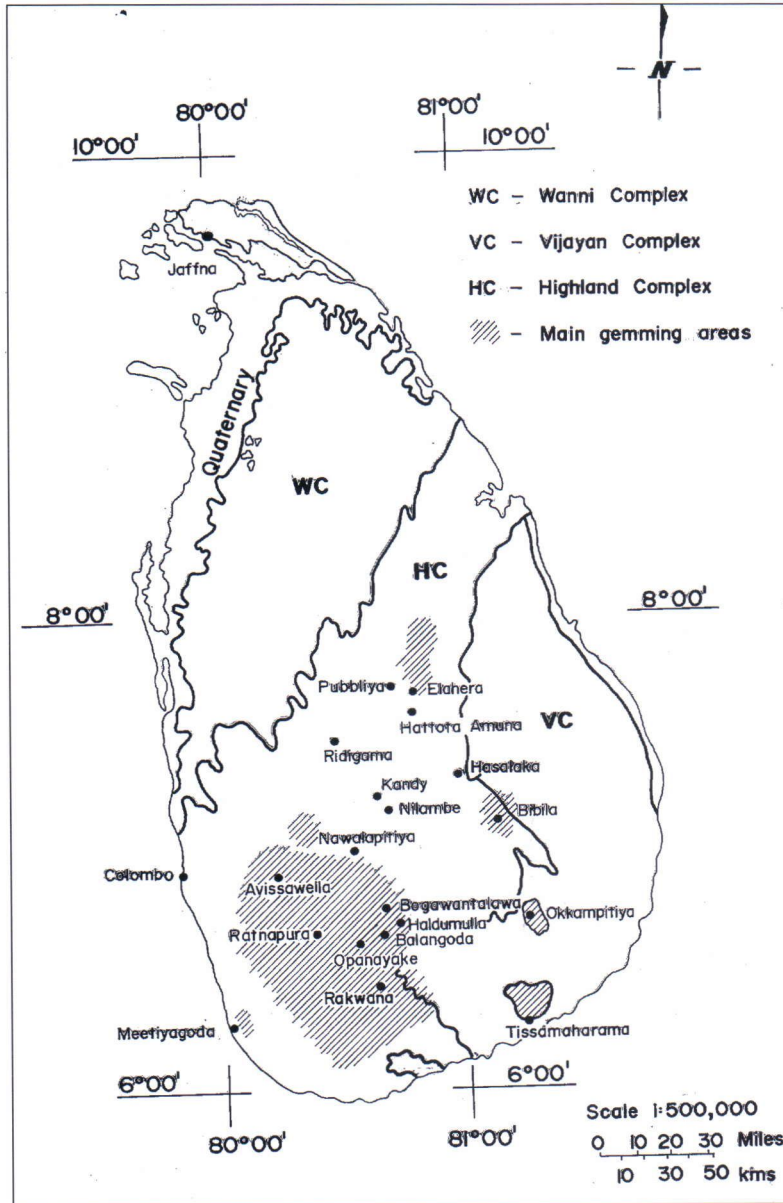 N
80°00'
81°00'
10°00'
10°00'
WC – Wanni Complex
VC – Vijayan Complex
HC – Highland Complex
– Main gemming areas
Jaffna
Quaternary
WC
HC
8°00'
8°00'
Pubbliya
Elahera
Hattota Amuna
VC
Ridigama
Hasalaka
Kandy
Nilambe
Bibila
Nawalapitiya
Colombo
Avissawella
Bogawantalawa
Okkampitiya
Haldumulla
Ratnapura
Balangoda
Opanayake
Rakwana
Meetiyagoda
Tissamaharama
6°00'
6°00'
80°00'
81°00'
Scale 1:500,000
0 10 20 30 Miles
10 30 50 kms